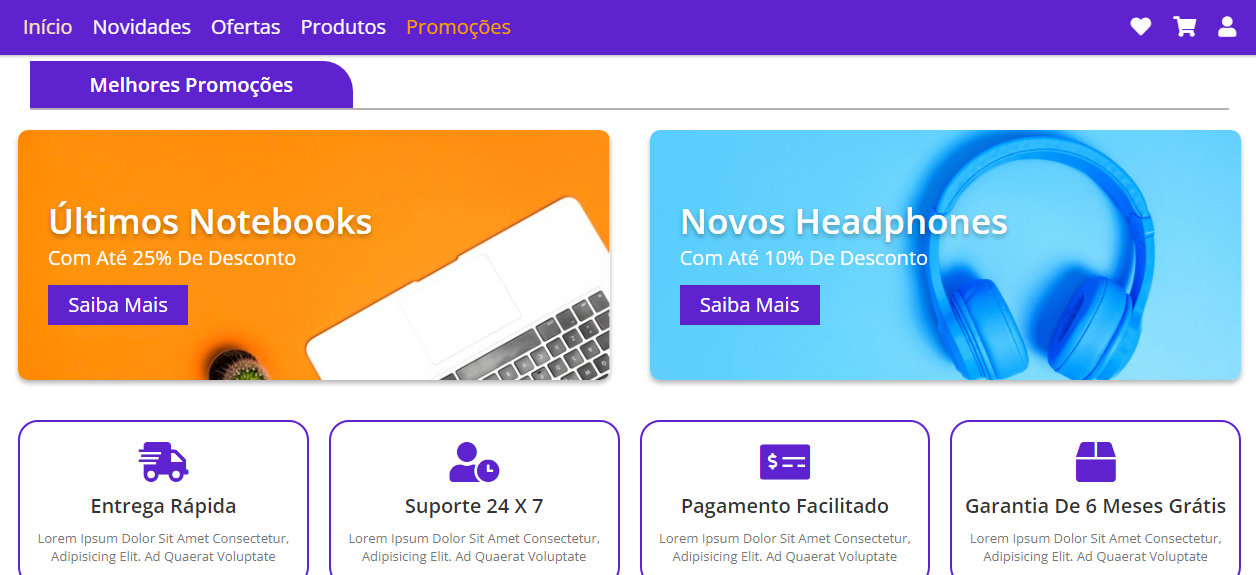 Início Novidades Ofertas Produtos Promoções
Melhores Promoções
Últimos Notebooks
Com Até 25% De Desconto
Saiba Mais
Novos Headphones
Com Até 10% De Desconto
Saiba Mais
Entrega Rápida
Lorem Ipsum Dolor Sit Amet Consectetur,
Adipisicing Elit. Ad Quaerat Voluptate
Suporte 24 X 7
Lorem Ipsum Dolor Sit Amet Consectetur,
Adipisicing Elit. Ad Quaerat Voluptate
$
Pagamento Facilitado
Lorem Ipsum Dolor Sit Amet Consectetur,
Adipisicing Elit. Ad Quaerat Voluptate
Garantia De 6 Meses Grátis
Lorem Ipsum Dolor Sit Amet Consectetur,
Adipisicing Elit. Ad Quaerat Voluptate